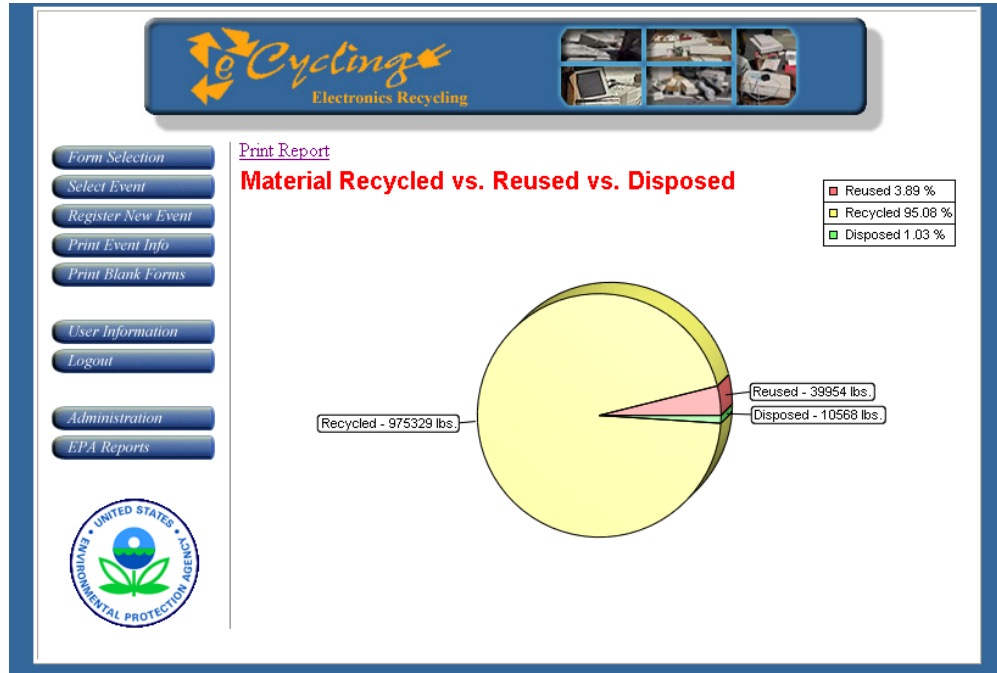 eCycling
Electronics Recycling
Form Selection
Select Event
Register New Event
Print Event Info
Print Blank Forms
User Information
Logout
Administration
EPA Reports
UNITED STATES
ENVIRONMENTAL PROTECTION AGENCY
Print Report
Material Recycled vs. Reused vs. Disposed
Reused 3.89 %
Recycled 95.08 %
Disposed 1.03 %
Reused - 39954 lbs.
Disposed - 10568 lbs.
Recycled - 975329 lbs.